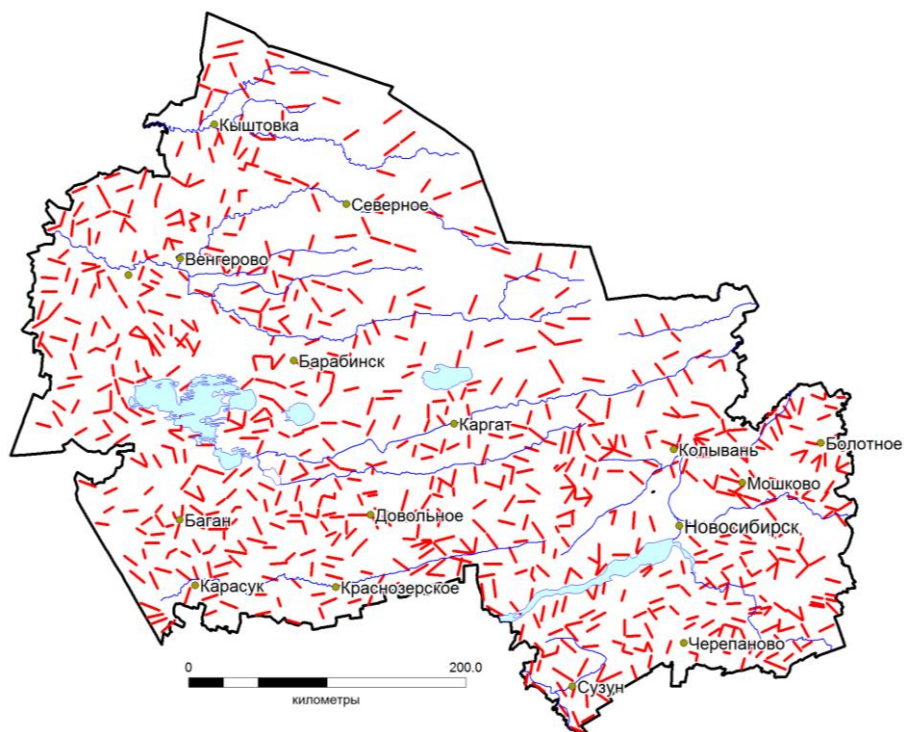 Кыштовка
Северное
Венгерово
Барабинск
Каргат
Колывань
Болотное
Мошково
Баган
Довольное
Новосибирск
Карасук
Краснозерское
Черепаново
Сузун
0
200.0
километры